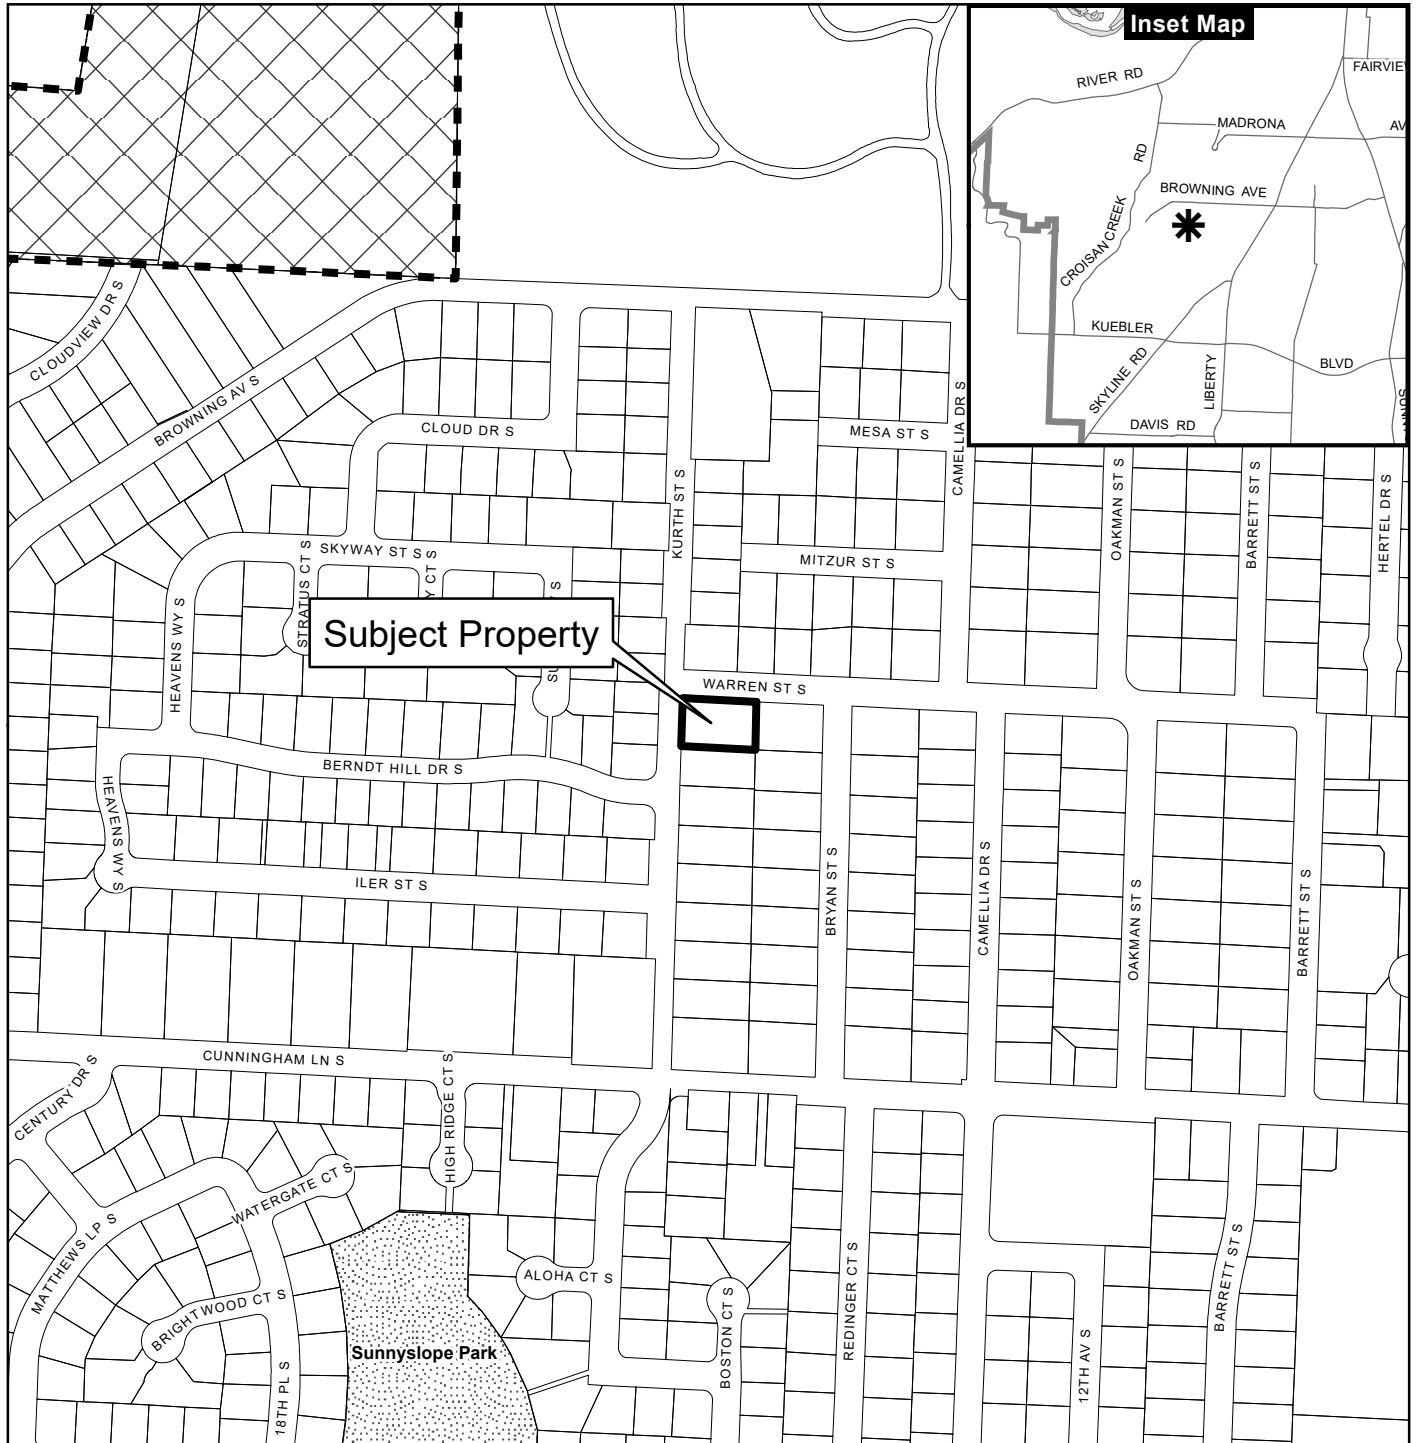 Inset Map
RIVER RD
FAIRVIE
MADRONA
AV
RD
BROWNING AVE
CROISAN CREEK
KUEBLER
SKYLINE RD
LIBERTY
BLVD
DAVIS RD
CLOUDVIEW DR S
BROWNING AV S
CLOUD DR S
MESA ST S
CAMELLIA DR S
KURTH ST S
OAKMAN ST S
BARRETT ST S
HERTEL DR S
SKYWAY ST S
STRATUS CT S
Y CT S
Y S
SU
MITZUR ST S
HEAVENS WY S
Subject Property
WARREN ST S
BERNDT HILL DR S
HEAVENS WY S
ILER ST S
BRYAN ST S
CAMELLIA DR S
OAKMAN ST S
BARRETT ST S
CUNNINGHAM LN S
CENTURY DR S
HIGH RIDGE CT S
WATERGATE CT S
MATTHEWS LP S
BRIGHTWOOD CT S
18TH PL S
Sunnyslope Park
ALOHA CT S
BOSTON CT S
REDINGER CT S
12TH AV S
BARRETT ST S